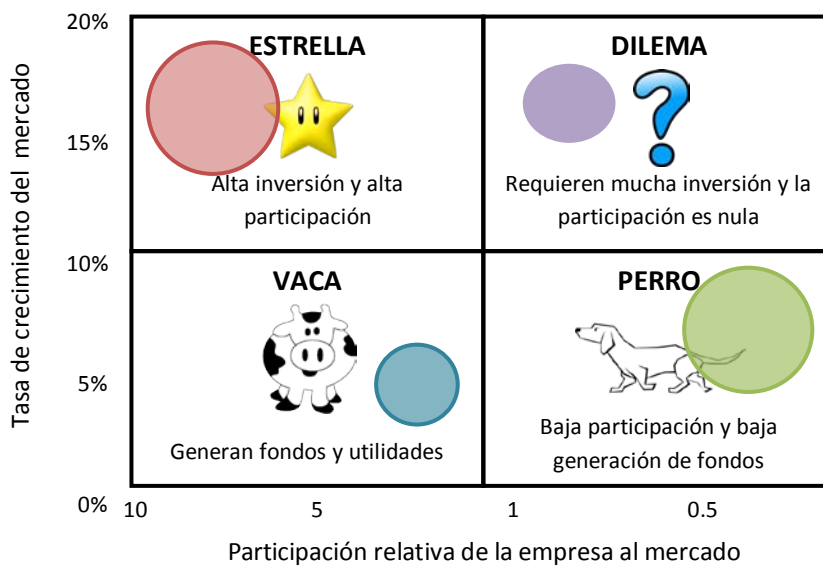 Tasa de crecimiento del mercado
20%
15%
10%
5%
0%
ESTRELLA
Alta inversión y alta
participación
DILEMA
?
Requieren mucha inversión y la
participación es nula
VACA
Generan fondos y utilidades
PERRO
Baja participación y baja
generación de fondos
10
5
1
0.5
Participación relativa de la empresa al mercado